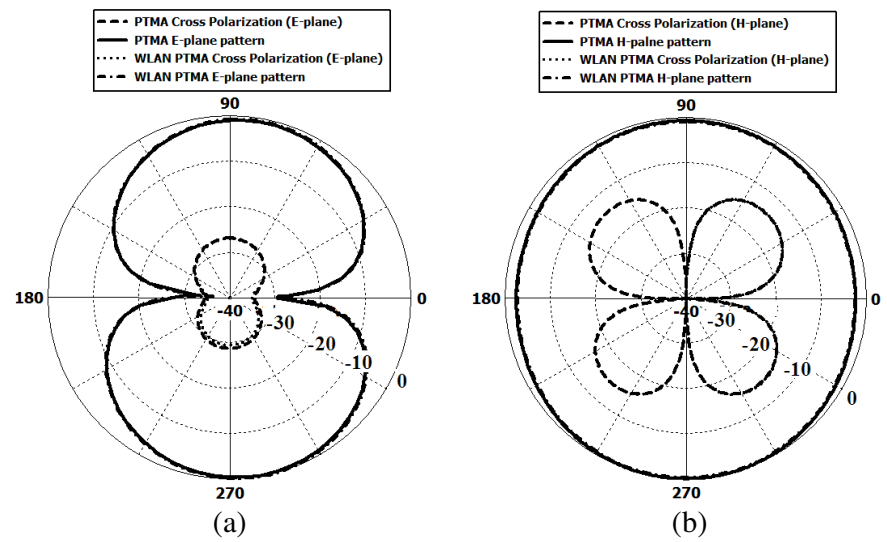 PTMA Cross Polarization (E-plane)
PTMA E-plane pattern
WLAN PTMA Cross Polarization (E-plane)
WLAN PTMA E-plane pattern
90
180
0
-40
-30
-20
-10
0
270
(a)
PTMA Cross Polarization (H-plane)
PTMA H-palne pattern
WLAN PTMA Cross Polarization (H-plane)
WLAN PTMA H-plane pattern
90
180
0
-40
-30
-20
-10
0
270
(b)